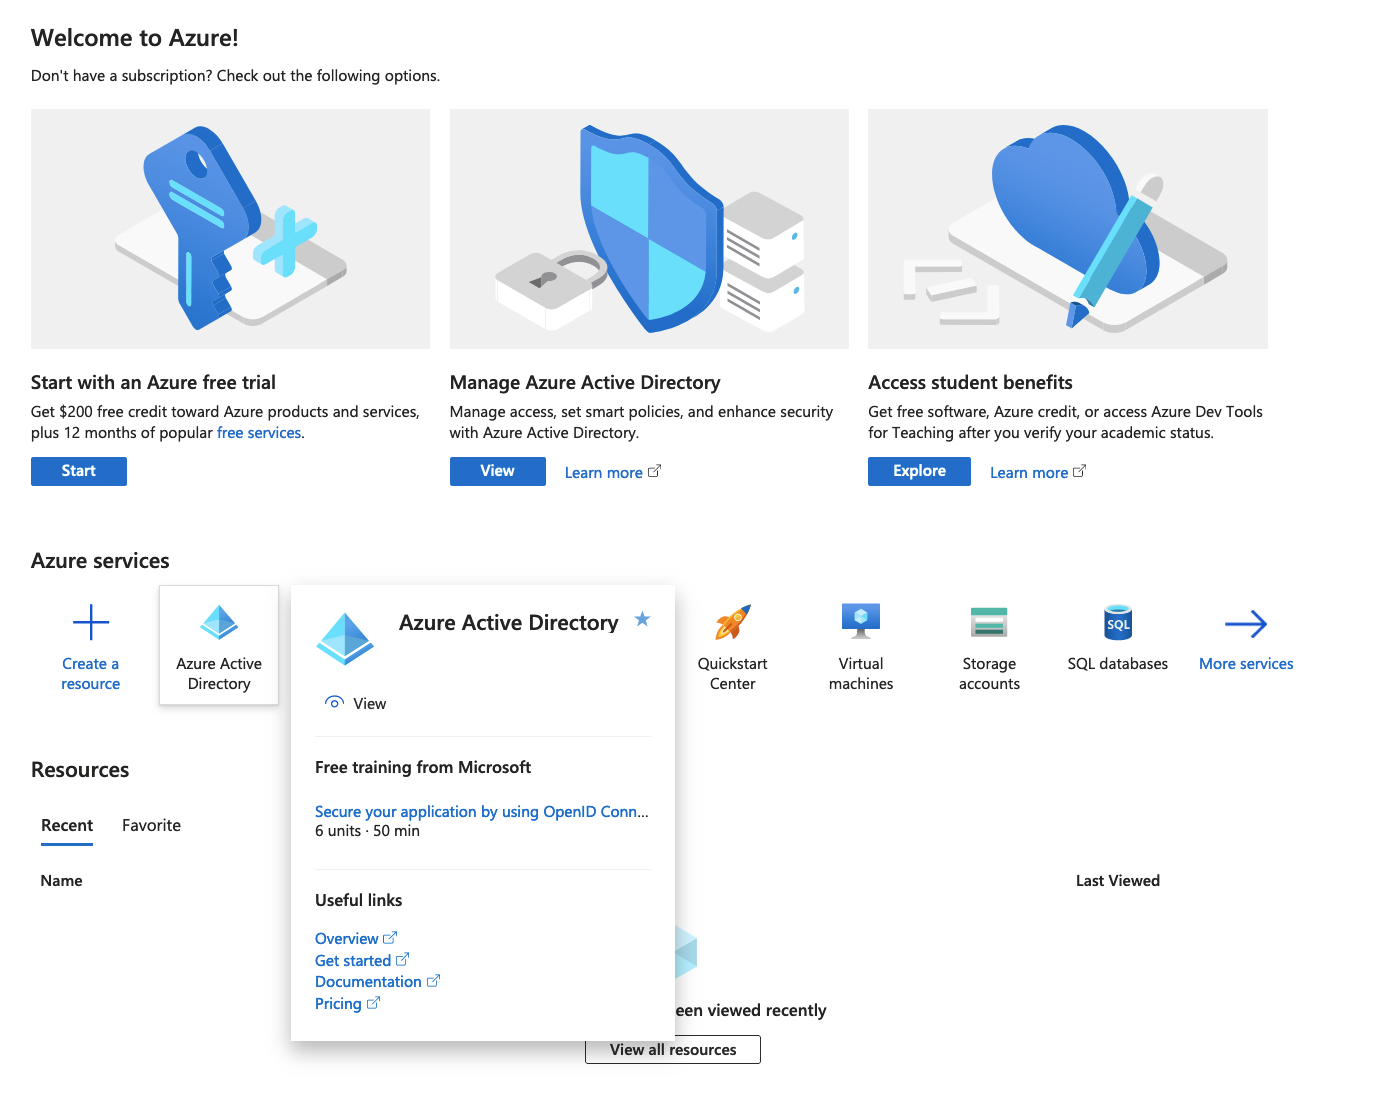 Welcome to Azure!
Don't have a subscription? Check out the following options.
Start with an Azure free trial
Get $200 free credit toward Azure products and services,
plus 12 months of popular free services.
Start
Manage Azure Active Directory
Manage access, set smart policies, and enhance security
with Azure Active Directory.
View
Learn more
Access student benefits
Get free software, Azure credit, or access Azure Dev Tools
for Teaching after you verify your academic status.
Explore
Learn more
Azure services
Create a
resource
Azure Active
Directory
Azure Active Directory
View
Free training from Microsoft
Secure your application by using OpenID Conn...
6 units · 50 min
Useful links
Overview
Get started
Documentation
Pricing
Quickstart
Center
Virtual
machines
Storage
accounts
SQL
SQL databases
More services
Resources
Recent
Favorite
Name
Last Viewed
viewed recently
View all resources